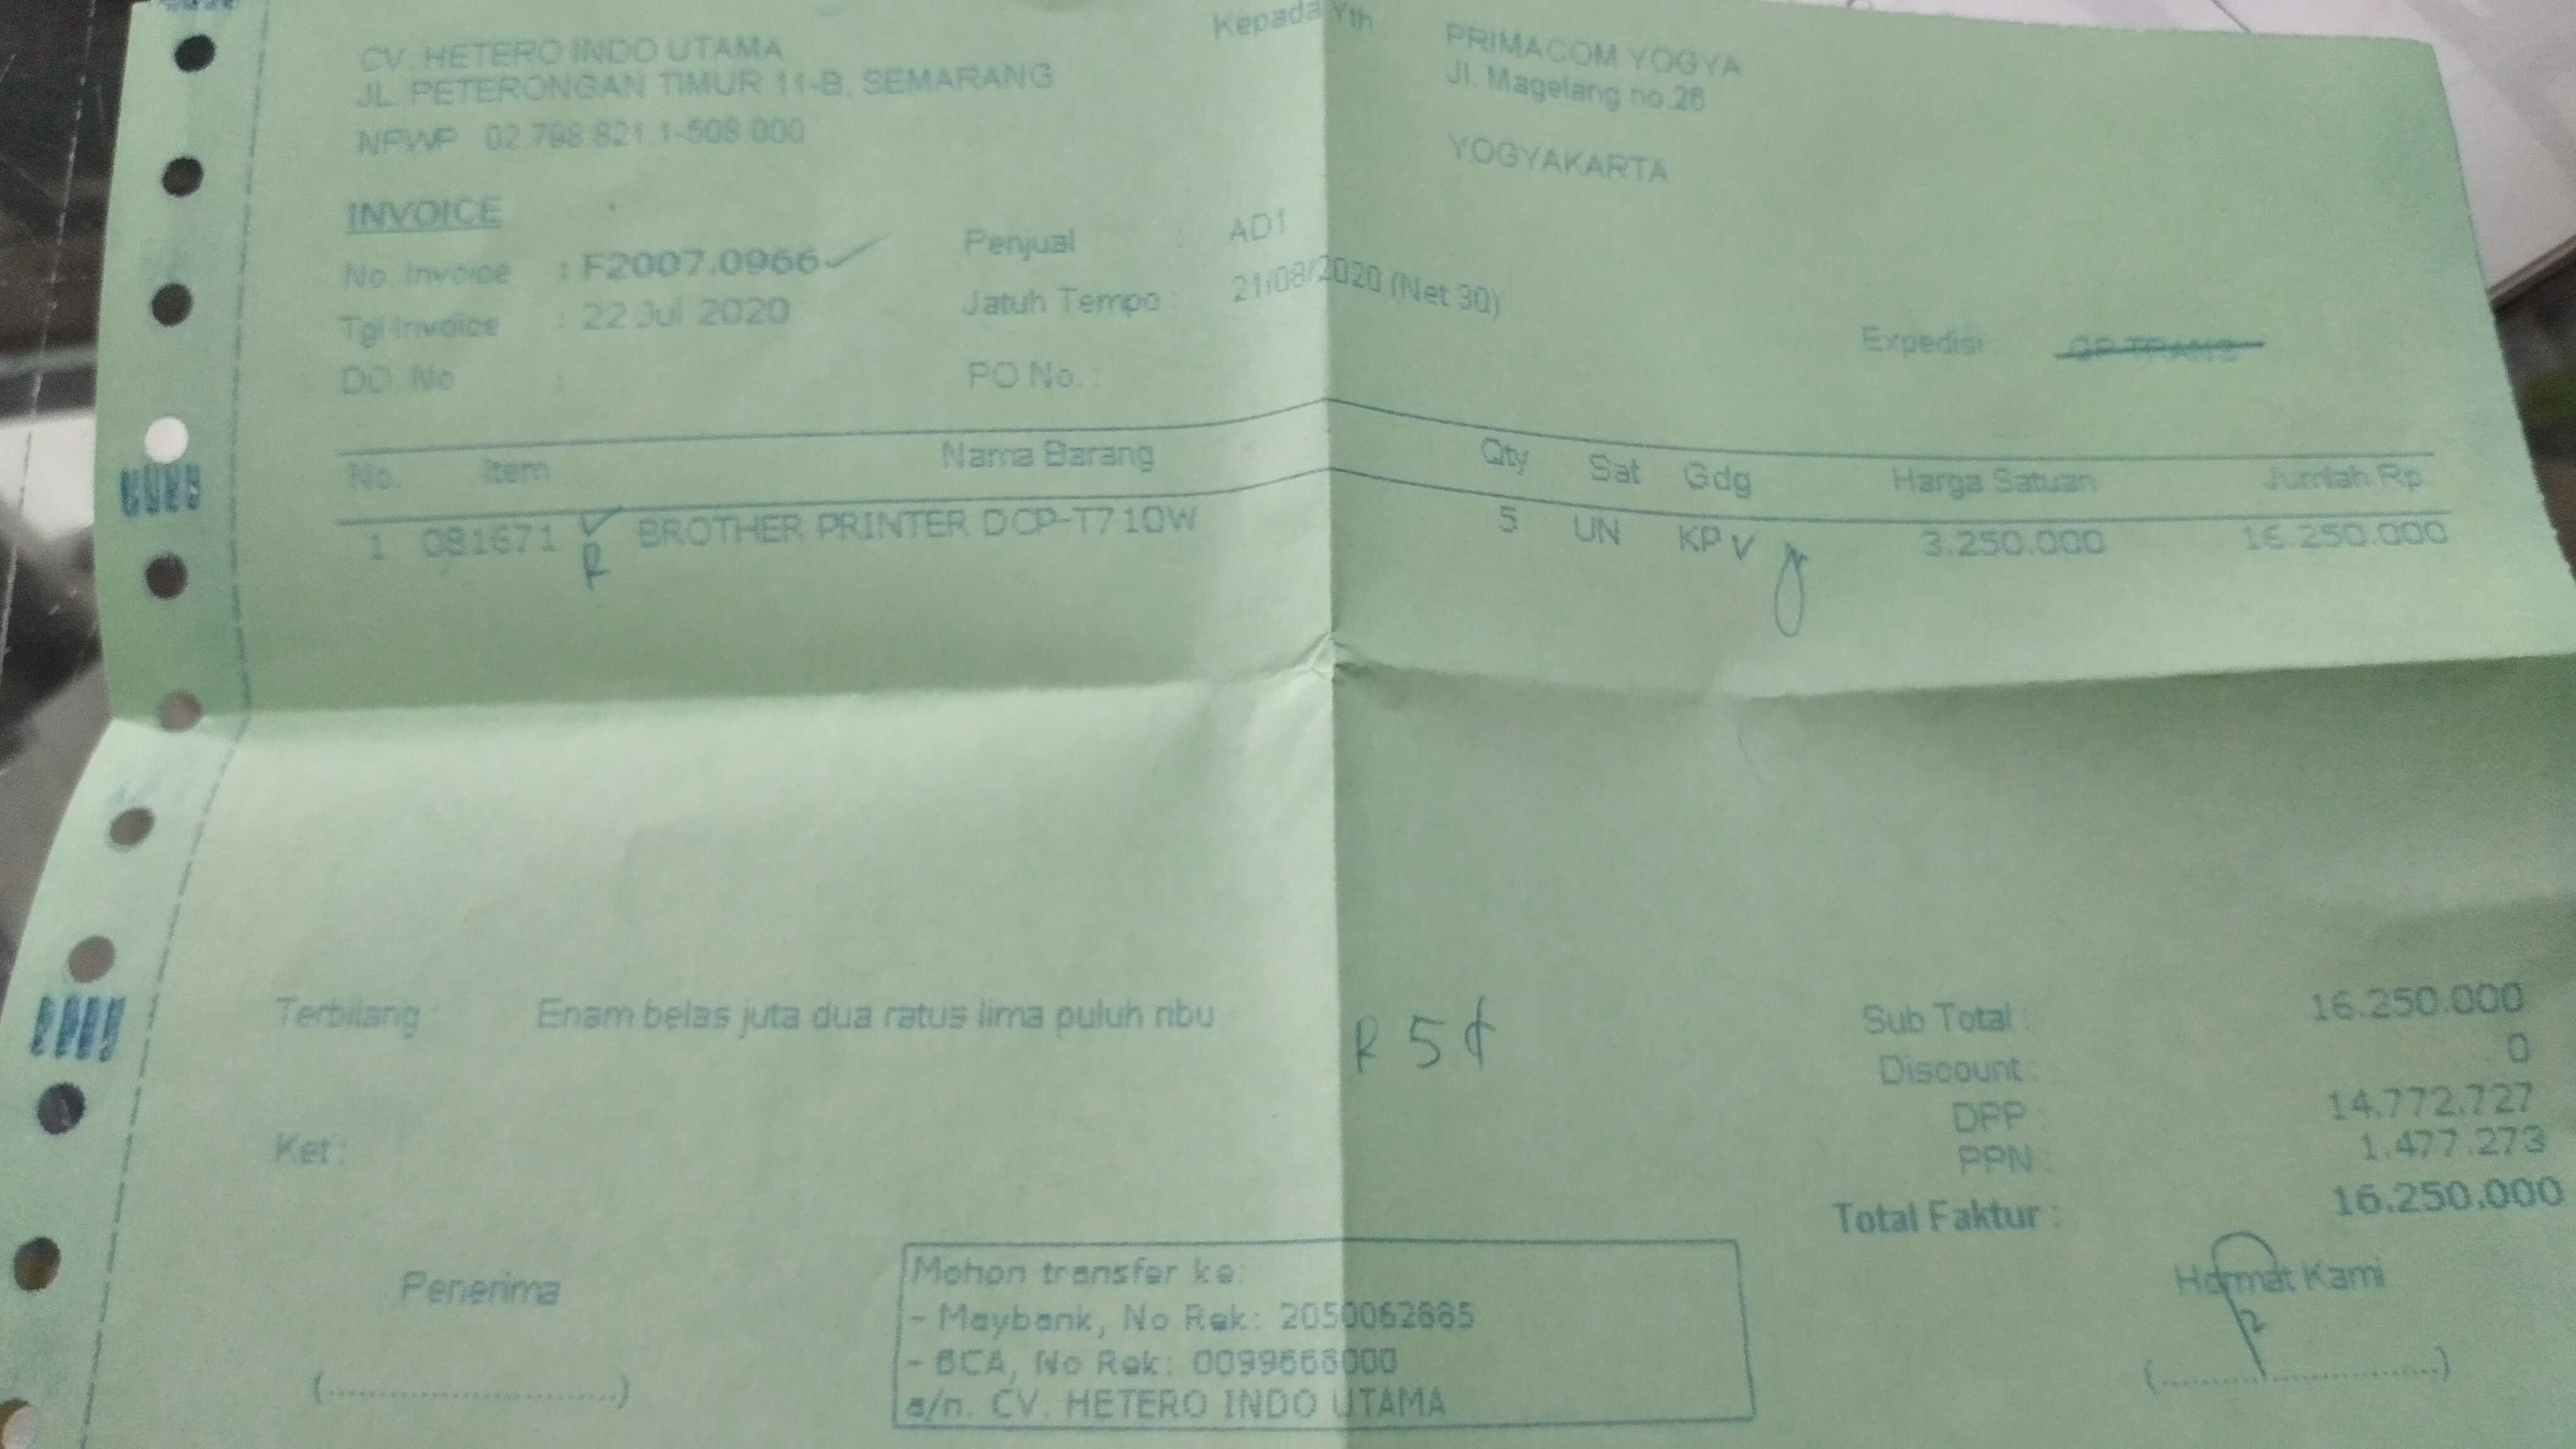 CV. HETERO INDO UTAMA
JL. PETERONGAN TIMUR 11-B. SEMARANG
NPWP 02.798.821.1-508.000
Kepada Yth :
PRIMACOM YOGYA
Jl. Magelang no.26
YOGYAKARTA
INVOICE
No. Invoice : F2007.0966
Tgl Invoice : 22 Jul 2020
DO. No :
Penjual : AD1
Jatuh Tempo : 21/08/2020 (Net 30)
PO No. :
Expedisi :
No. Item Nama Barang Qty Sat Gdg Harga Satuan Jumlah Rp
1 081671 R BROTHER PRINTER DCP-T710W 5 UN KP V 3.250.000 16.250.000
Terbilang : Enam belas juta dua ratus lima puluh ribu
R 5
Ket :
Sub Total : 16.250.000
Discount : 0
DPP : 14.772.727
PPN : 1.477.273
Total Faktur : 16.250.000
Penerima
(..............................)
Mohon transfer ke:
- Maybank, No Rek:
- BCA, No Rek:
a/n. CV. HETERO INDO UTAMA
Hormat Kami
(..............................)